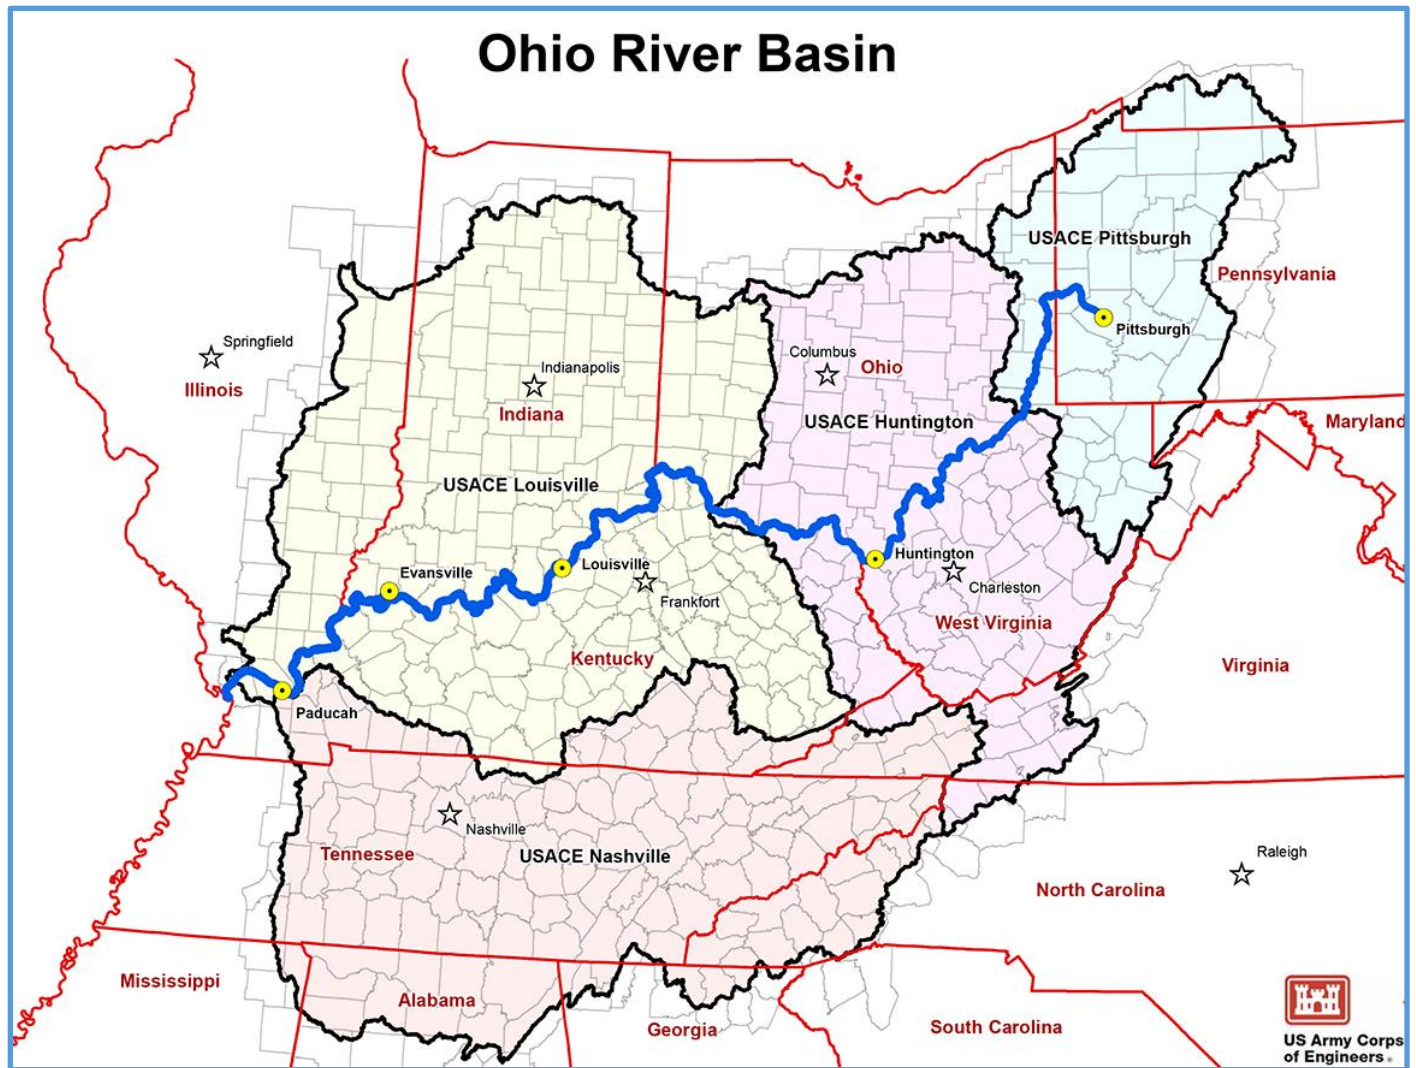 Ohio River Basin
USACE Pittsburgh
Pennsylvania
Pittsburgh
Springfield
Illinois
Indianapolis
Indiana
Columbus
Ohio
USACE Huntington
Maryland
USACE Louisville
Evansville
Louisville
Frankfort
Huntington
Charleston
West Virginia
Kentucky
Virginia
Paducah
Nashville
Tennessee
USACE Nashville
Raleigh
North Carolina
Mississippi
Alabama
Georgia
South Carolina
US Army Corps
of Engineers®